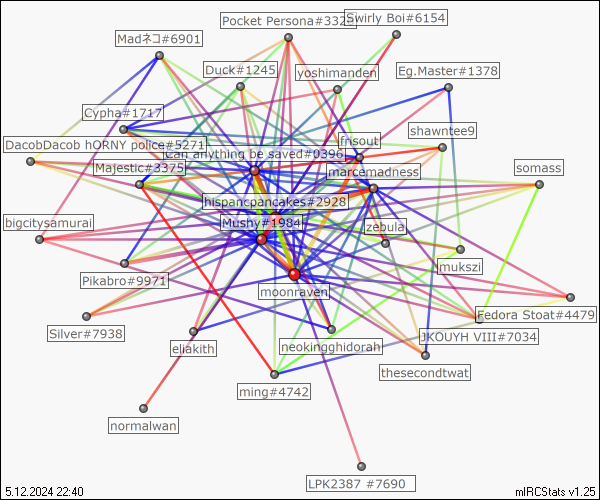 Swirly Boi#6154
Pocket Persona#332
Madネコ#6901
Duck#1245
yoshimanden
Eg.Master#1378
Cypha#1717
shawntee9
frisout
DacobDacob hORNY police#5271
can anything be saved#0396
Majestic#3375
marcemadness
somass
hispancpancakes#2928
bigcitysamurai
Mushy#1984
zebula
mukszi
Pikabro#9971
moonraven
Fedora Stoat#4479
Silver#7938
JKOUYH VIII#7034
eliakith
neokingghidorah
thesecondtwat
ming#4742
normalwan
LPK2387 #7690
5.12.2024 22:40
mIRCStats v1.25